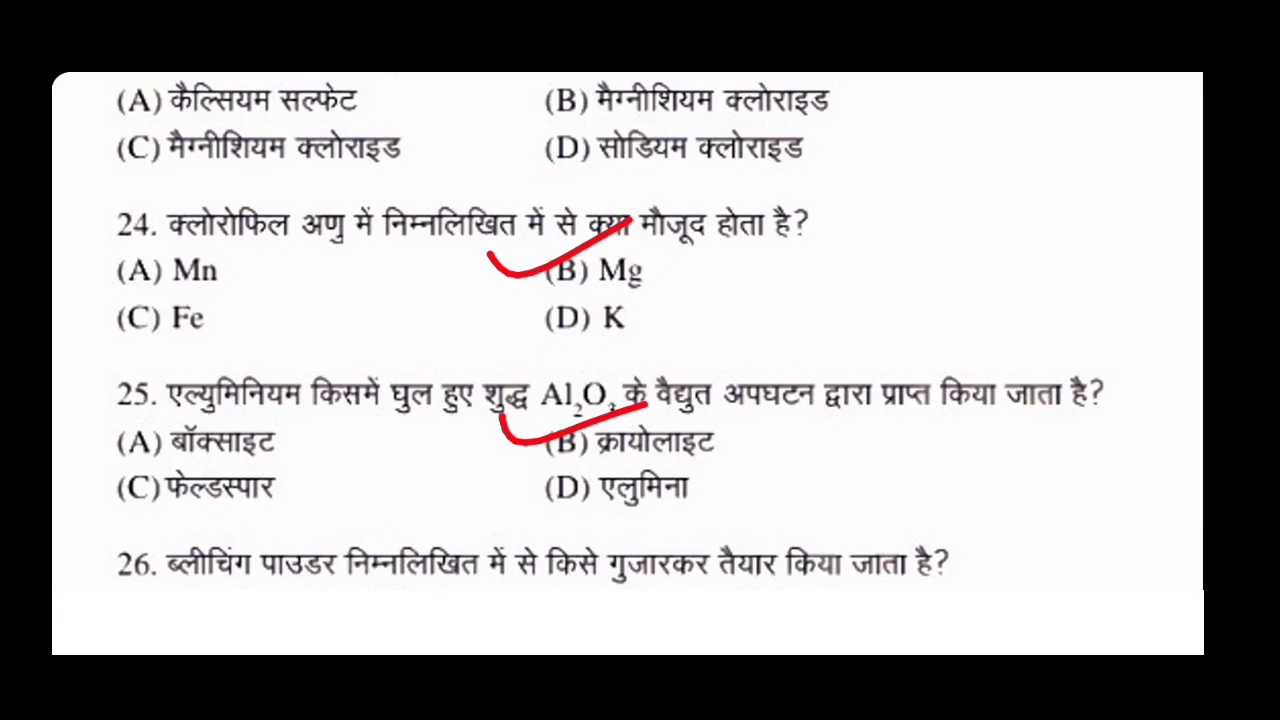 (A) कैल्सियम सल्फेट (B) मैग्नीशियम क्लोराइड
(C) मैग्नीशियम क्लोराइड (D) सोडियम क्लोराइड
24. क्लोरोफिल अणु में निम्नलिखित में से क्या मौजूद होता है?
(A) Mn (B) Mg
(C) Fe (D) K
25. एल्युमिनियम किसमें घुल हुए शुद्ध Al₂O₃ के वैद्युत अपघटन द्वारा प्राप्त किया जाता है?
(A) बॉक्साइट (B) क्रायोलाइट
(C) फेल्डस्पार (D) एलुमिना
26. ब्लीचिंग पाउडर निम्नलिखित में से किसे गुजारकर तैयार किया जाता है?